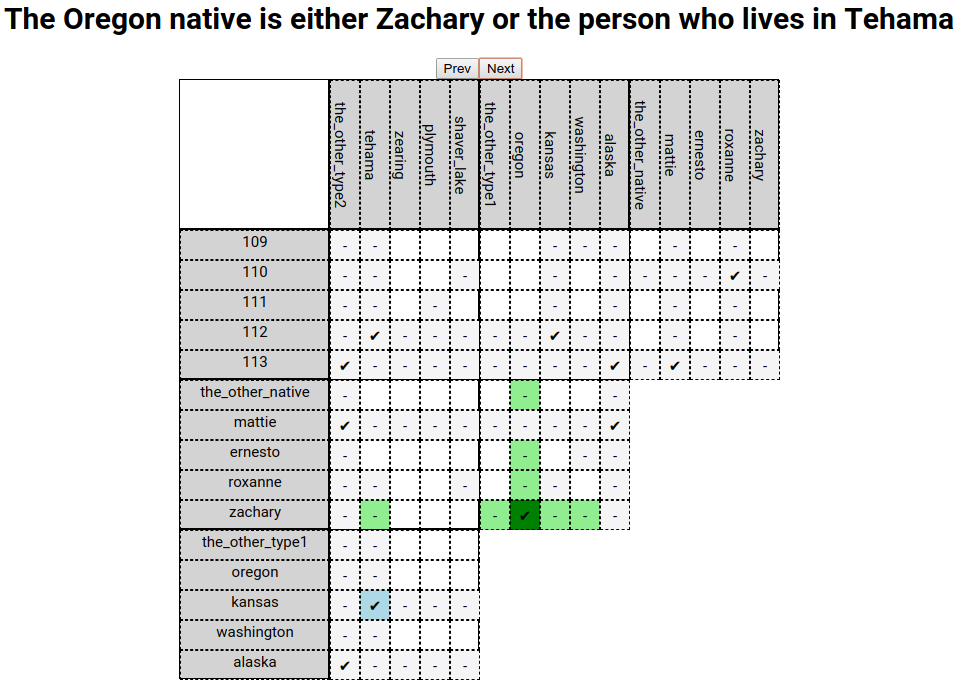 The Oregon native is either Zachary or the person who lives in Tehama
Prev Next
the_other_type2 tehama zearing plymouth shaver_lake the_other_type1 oregon kansas washington alaska the_other_native mattie ernesto roxanne zachary
109 - - - - - - -
110 - - - - - - - - ✔ -
111 - - - - - - -
112 - ✔ - - - - - ✔ - - - -
113 ✔ - - - - - - - - ✔ - ✔ - - -
the_other_native - - -
mattie ✔ - - - - - - - - ✔
ernesto - - - -
roxanne - - - - - -
zachary - - - ✔ - - -
the_other_type1 - -
oregon - -
kansas - ✔ - - -
washington - -
alaska ✔ - - - -